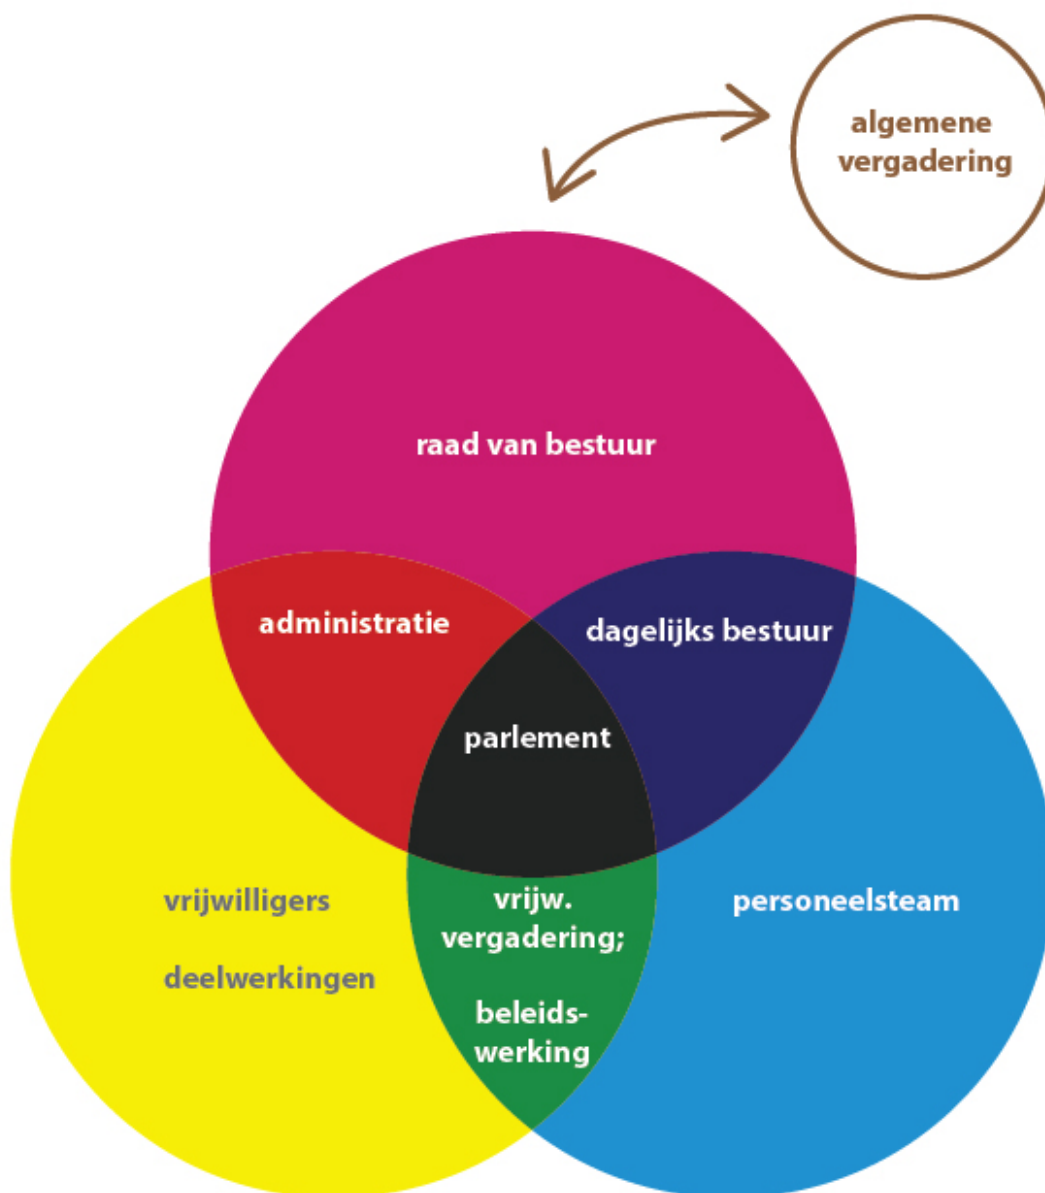 algemene
vergadering
raad van bestuur
administratie
dagelijks bestuur
parlement
vrijwilligers
deelwerkingen
vrijw.
vergadering;
beleids-
werking
personeelsteam